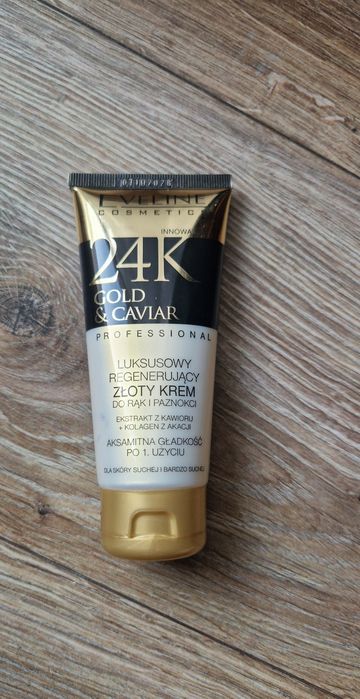 EVELINE
COSMETICS
24K
GOLD
& CAVIAR
PROFESSIONAL
LUKSUSOWY
REGENERUJĄCY
ZŁOTY KREM
DO RĄK I PAZNOKCI
EKSTRAKT Z KAWIORU
+ KOLAGEN Z AKACJI
AKSAMITNA GŁADKOŚĆ
PO 1. UŻYCIU
DLA SKÓRY SUCHEJ I BARDZO SUCHEJ